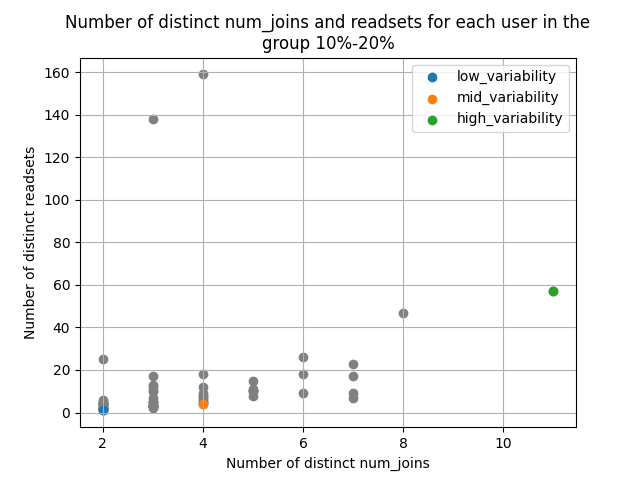 Number of distinct num_joins and readsets for each user in the
group 10%-20%
160
140
120
100
80
60
40
20
0
Number of distinct readsets
low_variability
mid_variability
high_variability
2
4
6
8
10
Number of distinct num_joins